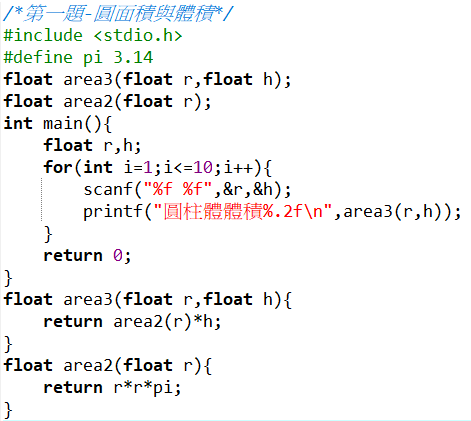 /*第一題-圓面積與體積*/
#include <stdio.h>
#define pi 3.14
float area3(float r,float h);
float area2(float r);
int main(){
    float r,h;
    for(int i=1;i<=10;i++){
        scanf("%f %f",&r,&h);
        printf("圓柱體體積%.2f\n",area3(r,h));
    }
    return 0;
}
float area3(float r,float h){
    return area2(r)*h;
}
float area2(float r){
    return r*r*pi;
}